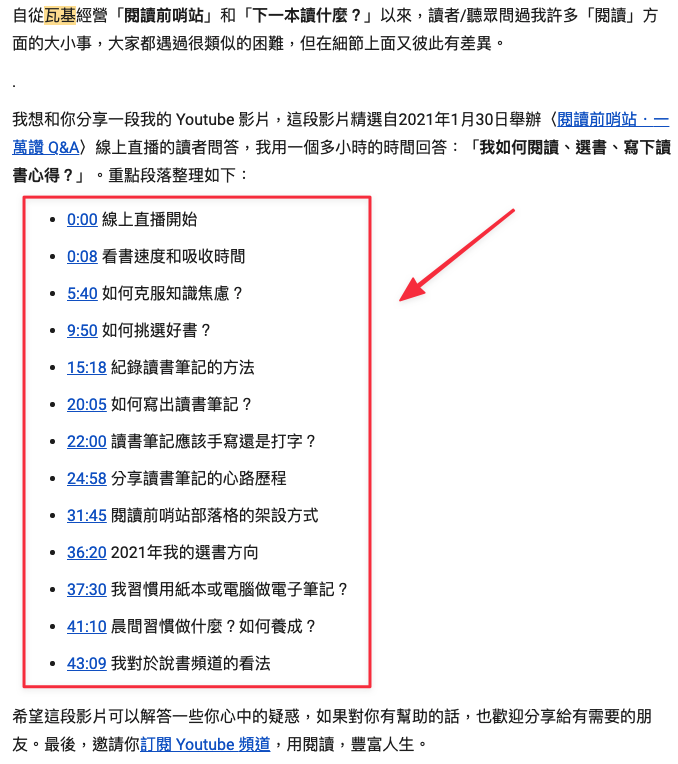 自從瓦基經營「閱讀前哨站」和「下一本讀什麼？」以來，讀者/聽眾問過我許多「閱讀」方
面的大小事，大家都遇過很類似的困難，但在細節上面又彼此有差異。
.
我想和你分享一段我的 Youtube 影片，這段影片精選自2021年1月30日舉辦〈閱讀前哨站．一
萬讚 Q&A〉線上直播的讀者問答，我用一個多小時的時間回答：「我如何閱讀、選書、寫下讀
書心得？」。重點段落整理如下：
• 0:00 線上直播開始
• 0:08 看書速度和吸收時間
• 5:40 如何克服知識焦慮？
• 9:50 如何挑選好書？
• 15:18 紀錄讀書筆記的方法
• 20:05 如何寫出讀書筆記？
• 22:00 讀書筆記應該手寫還是打字？
• 24:58 分享讀書筆記的心路歷程
• 31:45 閱讀前哨站部落格的架設方式
• 36:20 2021年我的選書方向
• 37:30 我習慣用紙本或電腦做電子筆記？
• 41:10 晨間習慣做什麼？如何養成？
• 43:09 我對於說書頻道的看法
希望這段影片可以解答一些你心中的疑惑，如果對你有幫助的話，也歡迎分享給有需要的朋
友。最後，邀請你訂閱 Youtube 頻道，用閱讀，豐富人生。